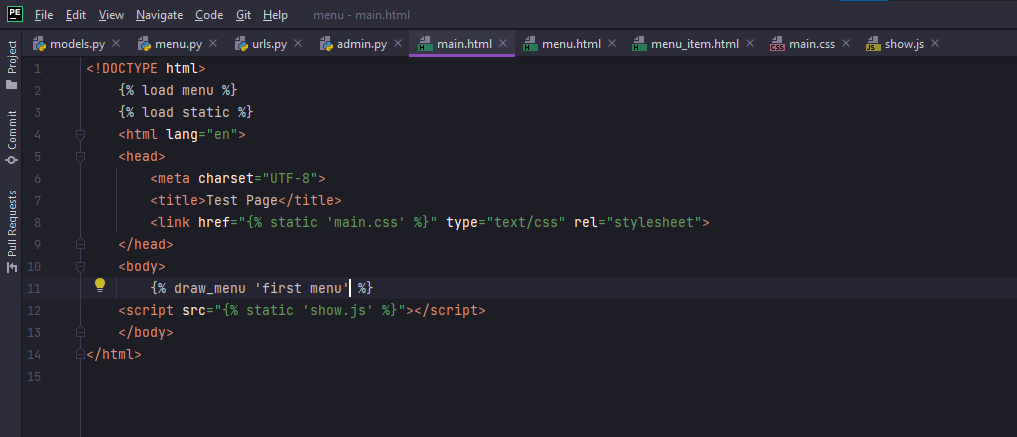 PE File Edit View Navigate Code Git Help menu - main.html
models.py menu.py urls.py admin.py main.html menu.html menu_item.html main.css show.js
Project
Commit
Pull Requests
1 <!DOCTYPE html>
2 {% load menu %}
3 {% load static %}
4 <html lang="en">
5 <head>
6 <meta charset="UTF-8">
7 <title>Test Page</title>
8 <link href="{% static 'main.css' %}" type="text/css" rel="stylesheet">
9 </head>
10 <body>
11 {% draw_menu 'first menu' %}
12 <script src="{% static 'show.js' %}"></script>
13 </body>
14 </html>
15